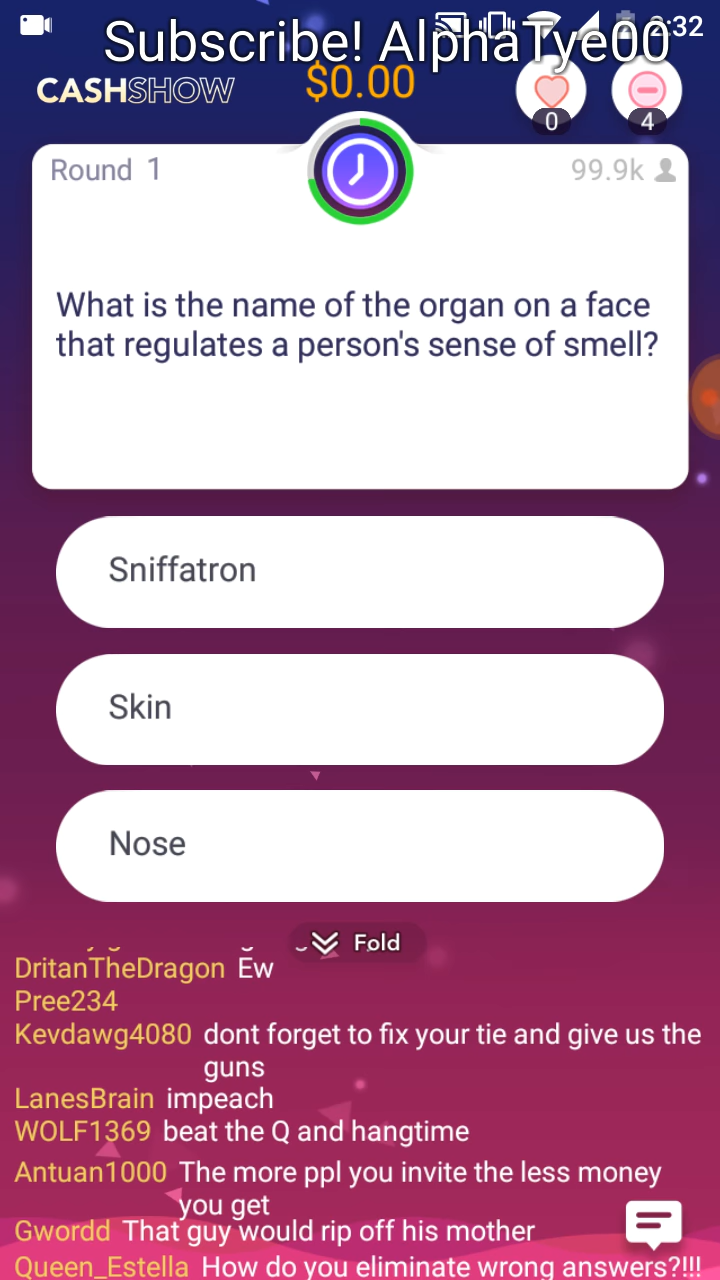 2:32
Subscribe! AlphaTye00
CASHSHOW
$0.00
0
4
Round 1
99.9k
What is the name of the organ on a face
that regulates a person's sense of smell?
Sniffatron
Skin
Nose
Fold
DritanTheDragon Ew
Pree234
Kevdawg4080 dont forget to fix your tie and give us the
guns
LanesBrain impeach
WOLF1369 beat the Q and hangtime
Antuan1000 The more ppl you invite the less money
you get
Gwordd That guy would rip off his mother
Queen_Estella How do you eliminate wrong answers?!!!